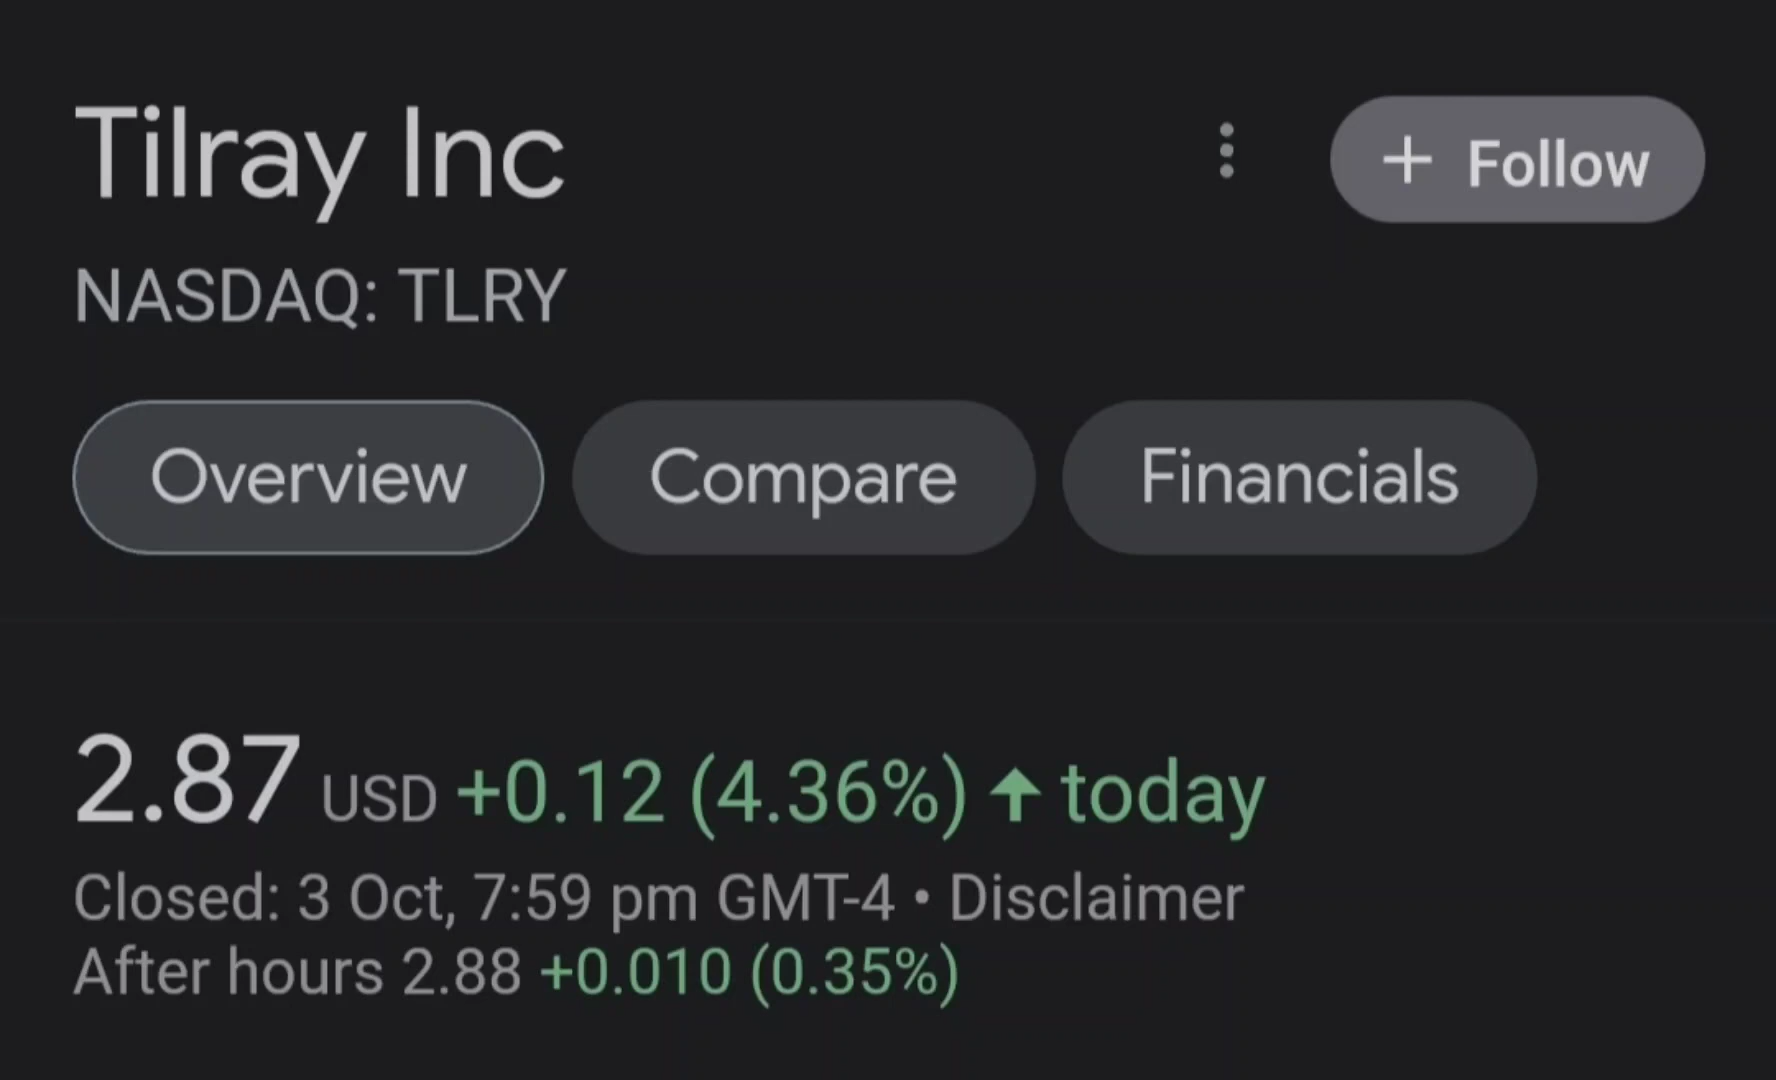 Tilray Inc
+ Follow
NASDAQ: TLRY
Overview Compare Financials
2.87 USD +0.12 (4.36%) ↑ today
Closed: 3 Oct, 7:59 pm GMT-4 • Disclaimer
After hours 2.88 +0.010 (0.35%)